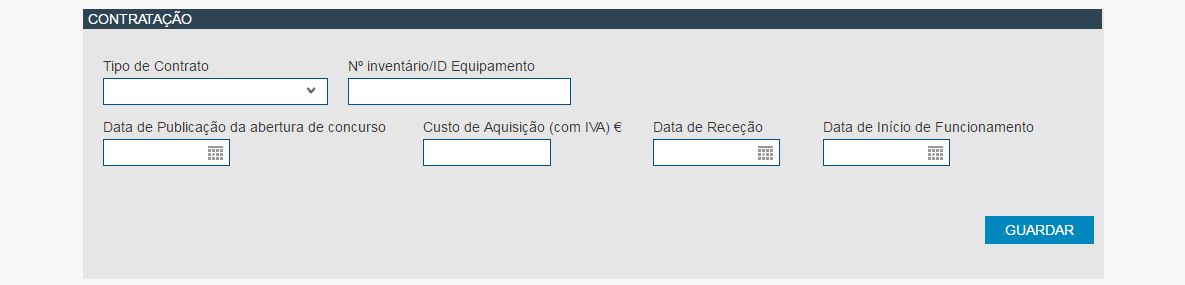 CONTRATAÇÃO
Tipo de Contrato
Nº inventário/ID Equipamento
Data de Publicação da abertura de concurso
Custo de Aquisição (com IVA) €
Data de Receção
Data de Início de Funcionamento
GUARDAR